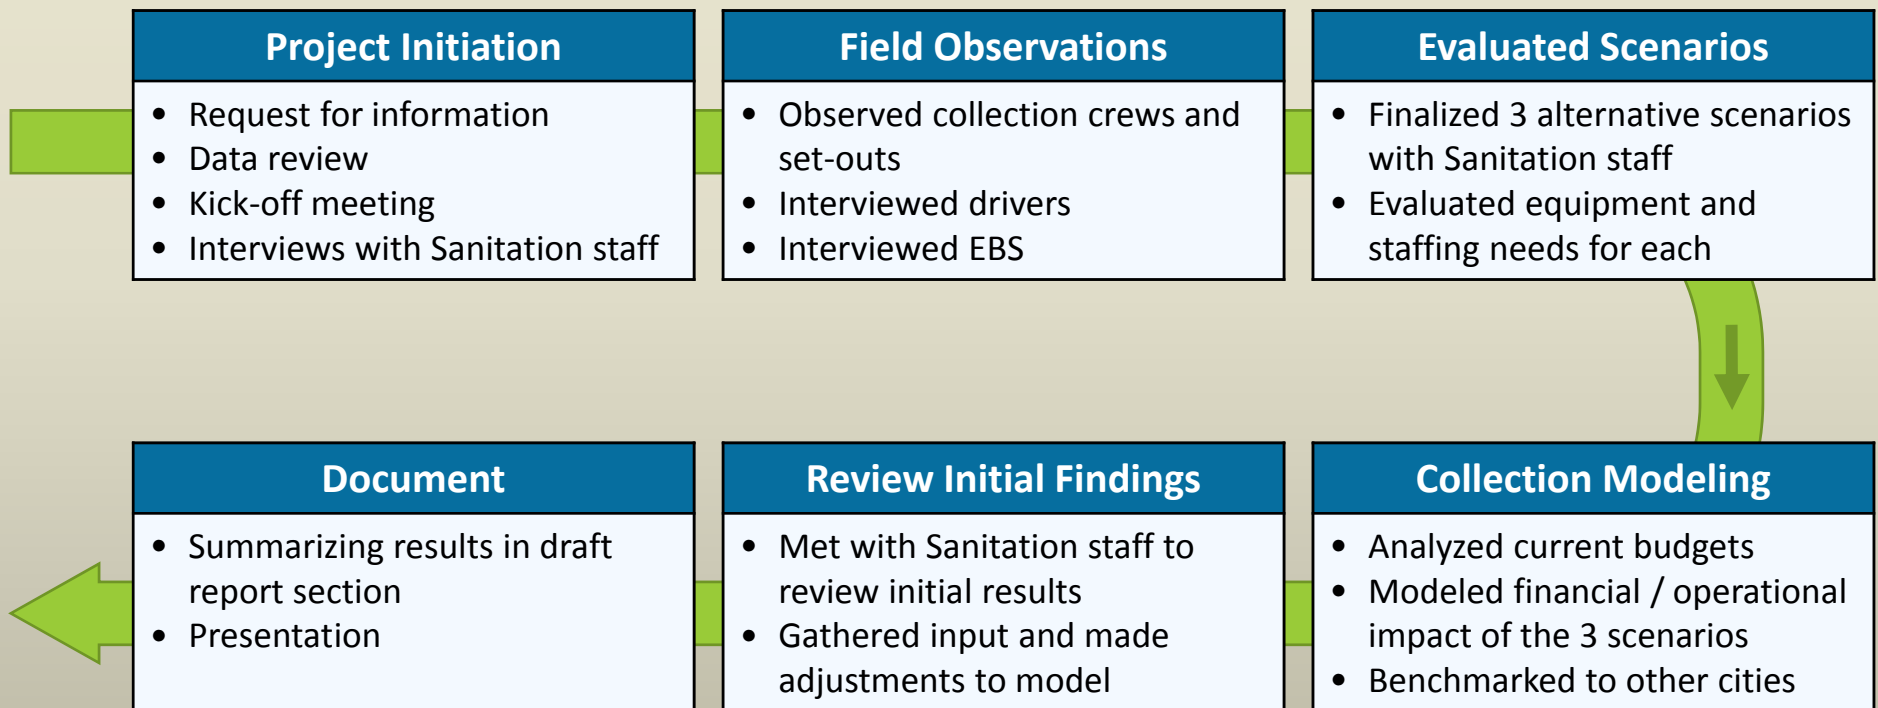 Project Initiation
• Request for information
• Data review
• Kick-off meeting
• Interviews with Sanitation staff
Field Observations
• Observed collection crews and
set-outs
• Interviewed drivers
• Interviewed EBS
Evaluated Scenarios
• Finalized 3 alternative scenarios
with Sanitation staff
• Evaluated equipment and
staffing needs for each
Collection Modeling
• Analyzed current budgets
• Modeled financial / operational
impact of the 3 scenarios
• Benchmarked to other cities
Review Initial Findings
• Met with Sanitation staff to
review initial results
• Gathered input and made
adjustments to model
Document
• Summarizing results in draft
report section
• Presentation